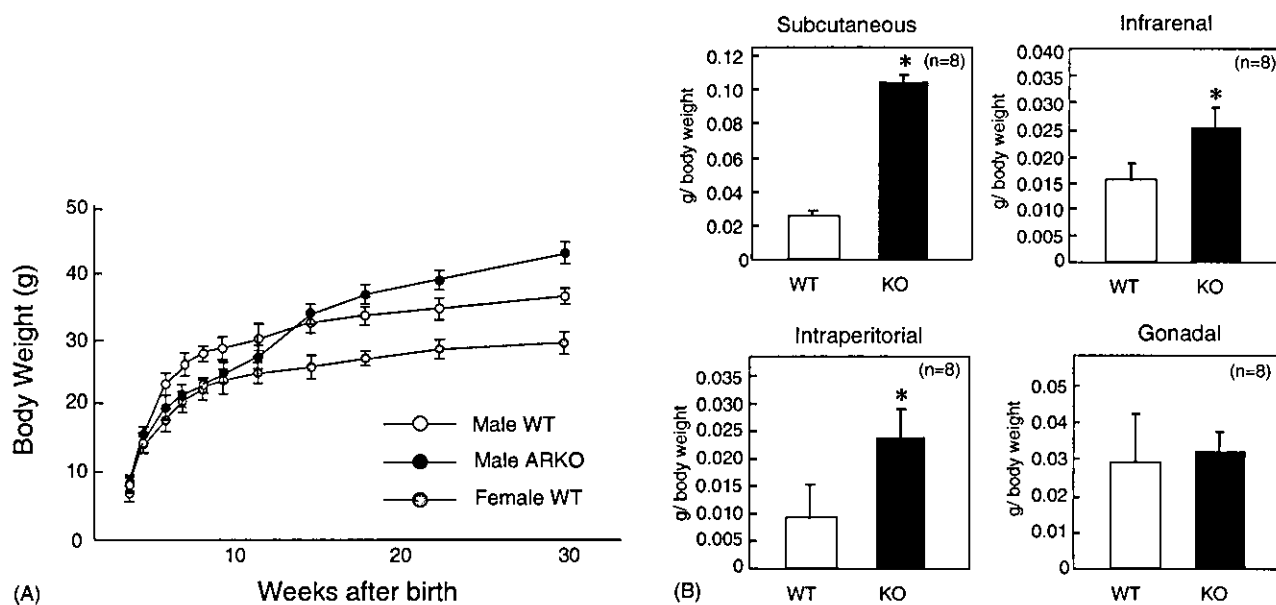 50
40
30
20
10
0
Body Weight (g)
Male WT
Male ARKO
Female WT
10
20
30
Weeks after birth
(A)
Subcutaneous
(n=8)
*
0.12
0.10
0.08
0.06
0.04
0.02
0
g/ body weight
WT
KO
Infrarenal
(n=8)
*
0.040
0.035
0.030
0.025
0.020
0.015
0.010
0.005
0
g/ body weight
WT
KO
Intraperitorial
(n=8)
*
0.035
0.030
0.025
0.020
0.010
0.005
0
g/ body weight
WT
KO
Gonadal
(n=8)
0.05
0.04
0.03
0.02
0.01
0
g/ body weight
WT
KO
(B)